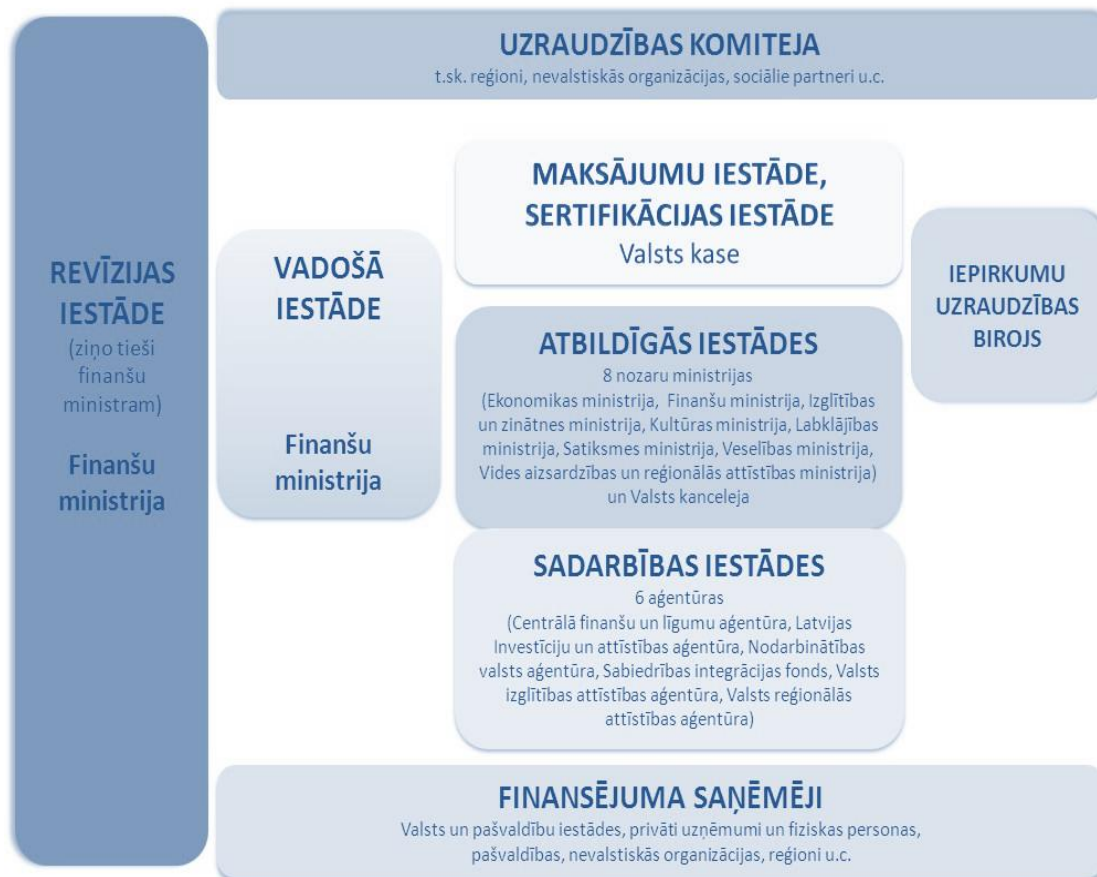 UZRAUDZĪBAS KOMITEJA
t.sk. reģioni, nevalstiskās organizācijas, sociālie partneri u.c.
REVĪZIJAS
IESTĀDE
(ziņo tieši
finanšu
ministram)
Finanšu
ministrija
VADOŠĀ
IESTĀDE
Finanšu
ministrija
MAKSĀJUMU IESTĀDE,
SERTIFIKĀCIJAS IESTĀDE
Valsts kase
ATBILDĪGĀS IESTĀDES
8 nozaru ministrijas
(Ekonomikas ministrija, Finanšu ministrija, Izglītības
un zinātnes ministrija, Kultūras ministrija, Labklājības
ministrija, Satiksmes ministrija, Veselības ministrija,
Vides aizsardzības un reģionālās attīstības ministrija)
un Valsts kanceleja
SADARBĪBAS IESTĀDES
6 aģentūras
(Centrālā finanšu un līgumu aģentūra, Latvijas
Investīciju un attīstības aģentūra, Nodarbinātības
valsts aģentūra, Sabiedrības integrācijas fonds, Valsts
izglītības attīstības aģentūra, Valsts reģionālās
attīstības aģentūra)
IEPIRKUMU
UZRAUDZĪBAS
BIROJS
FINANSĒJUMA SAŅĒMĒJI
Valsts un pašvaldību iestādes, privāti uzņēmumi un fiziskas personas,
pašvaldības, nevalstiskās organizācijas, reģioni u.c.